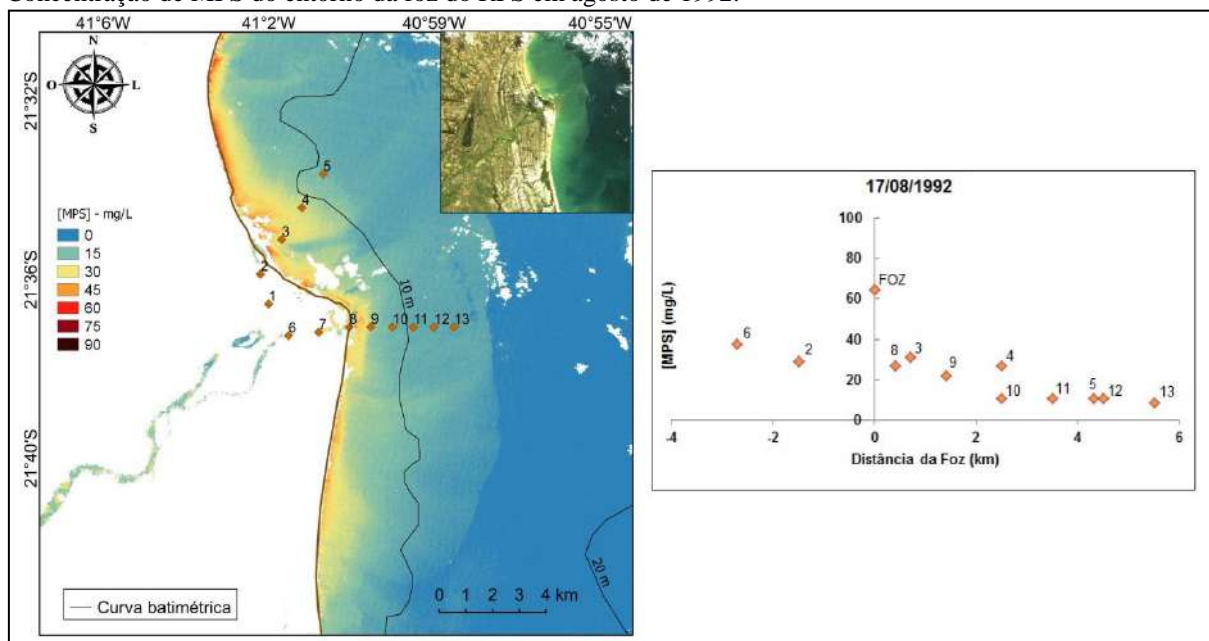 Concentração de MPS do entorno da foz do RPS em agosto de 1992.
41°6'W 41°2'W 40°59'W 40°55'W
N
O L
S
21°32'S
21°36'S
21°40'S
[MPS] - mg/L
0
15
30
45
60
75
90
5
4
3
2
1
6 7 8 9 10 11 12 13
10 m
20 m
0 1 2 3 4 km
Curva batimétrica
17/08/1992
[MPS] (mg/L)
100
80
60
40
20
0
FOZ
6
2
8 3
9
4
10 11 5 12 13
-4 -2 0 2 4 6
Distância da Foz (km)